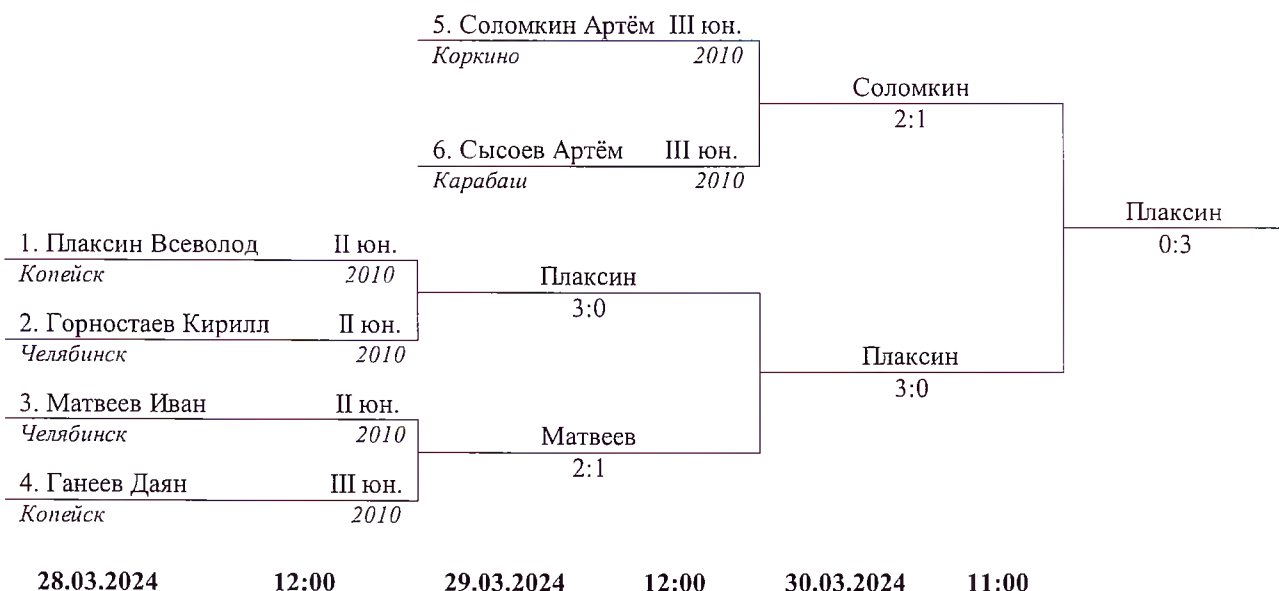 5. Соломкин Артём III юн.
Коркино 2010
Соломкин
2:1
6. Сысоев Артём III юн.
Карабаш 2010
Плаксин
0:3
1. Плаксин Всеволод II юн.
Копейск 2010
Плаксин
3:0
2. Горностаев Кирилл II юн.
Челябинск 2010
Плаксин
3:0
3. Матвеев Иван II юн.
Челябинск 2010
Матвеев
2:1
4. Ганеев Даян III юн.
Копейск 2010
28.03.2024 12:00 29.03.2024 12:00 30.03.2024 11:00